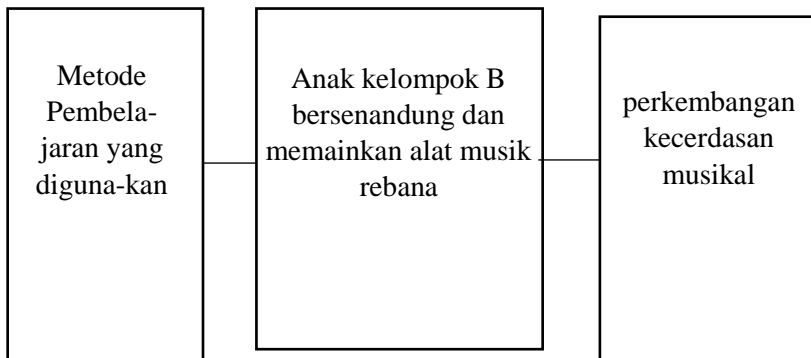 Metode
Pembela-
jaran yang
diguna-kan
Anak kelompok B
bersenandung dan
memainkan alat musik
rebana
perkembangan
kecerdasan
musikal